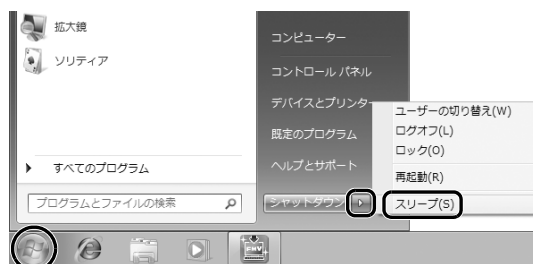 拡大鏡
ソリティア
すべてのプログラム
プログラムとファイルの検索
コンピューター
コントロール パネル
デバイスとプリンター
既定のプログラム
ヘルプとサポート
シャットダウン
ユーザーの切り替え(W)
ログオフ(L)
ロック(O)
再起動(R)
スリープ(S)
FMV